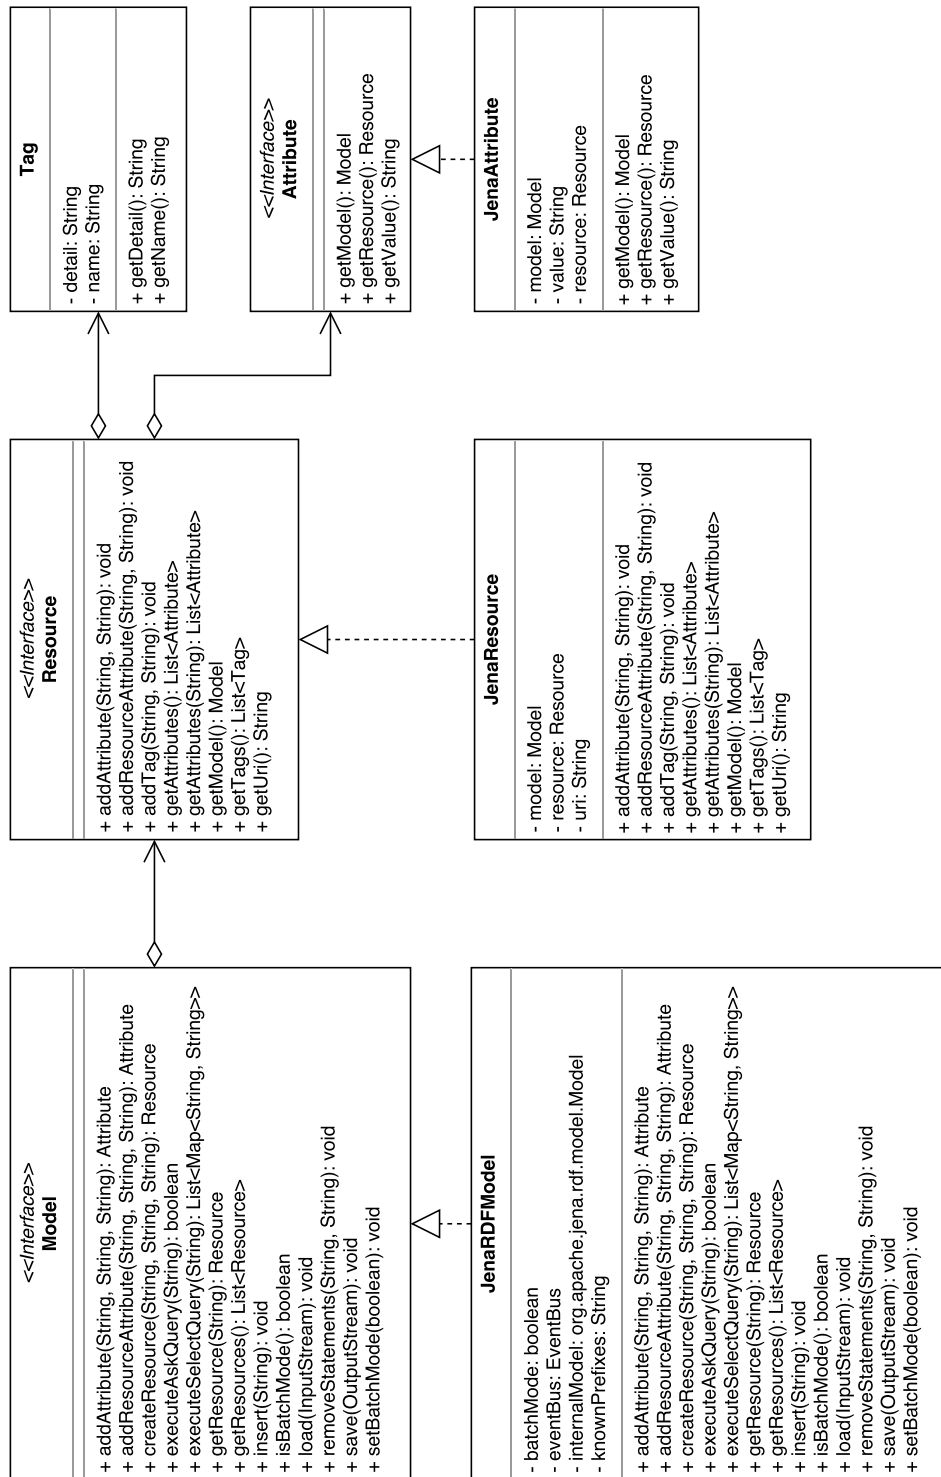 <<Interface>>
Model
+ addAttribute(String, String, String): Attribute
+ addResourceAttribute(String, String, String): Attribute
+ createResource(String, String, String): Resource
+ executeAskQuery(String): boolean
+ executeSelectQuery(String): List<Map<String, String>>
+ getResource(String): Resource
+ getResources(): List<Resource>
+ insert(String): void
+ isBatchMode(): boolean
+ load(InputStream): void
+ removeStatements(String, String): void
+ save(OutputStream): void
+ setBatchMode(boolean): void
<<Interface>>
Resource
+ addAttribute(String, String): void
+ addResourceAttribute(String, String): void
+ addTag(String, String): void
+ getAttributes(): List<Attribute>
+ getAttributes(String): List<Attribute>
+ getModel(): Model
+ getTags(): List<Tag>
+ getUri(): String
Tag
- detail: String
- name: String
+ getDetail(): String
+ getName(): String
<<Interface>>
Attribute
+ getModel(): Model
+ getResource(): Resource
+ getValue(): String
JenaRDFModel
- batchMode: boolean
- eventBus: EventBus
- internalModel: org.apache.jena.rdf.model.Model
- knownPrefixes: String
+ addAttribute(String, String, String): Attribute
+ addResourceAttribute(String, String, String): Attribute
+ createResource(String, String, String): Resource
+ executeAskQuery(String): boolean
+ executeSelectQuery(String): List<Map<String, String>>
+ getResource(String): Resource
+ getResources(): List<Resource>
+ insert(String): void
+ isBatchMode(): boolean
+ load(InputStream): void
+ removeStatements(String, String): void
+ save(OutputStream): void
+ setBatchMode(boolean): void
JenaResource
- model: Model
- resource: Resource
- uri: String
+ addAttribute(String, String): void
+ addResourceAttribute(String, String): void
+ addTag(String, String): void
+ getAttributes(): List<Attribute>
+ getAttributes(String): List<Attribute>
+ getModel(): Model
+ getTags(): List<Tag>
+ getUri(): String
JenaAttribute
- model: Model
- value: String
- resource: Resource
+ getModel(): Model
+ getResource(): Resource
+ getValue(): String